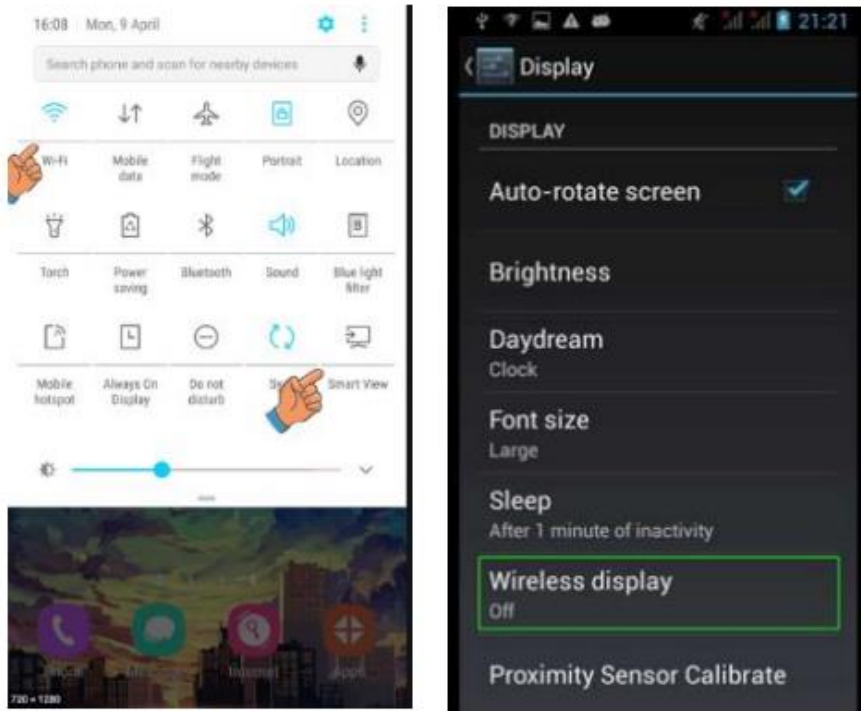 16:08 Mon, 9 April
Search phone and scan for nearby devices
Wi-Fi Mobile data Flight mode Portrait Location
Torch Power saving Bluetooth Sound Blue light filter
Mobile hotspot Always On Display Do not disturb Smart View
Internet Apps
720 × 1280
21:21
Display
DISPLAY
Auto-rotate screen
Brightness
Daydream
Clock
Font size
Large
Sleep
After 1 minute of inactivity
Wireless display
Off
Proximity Sensor Calibrate